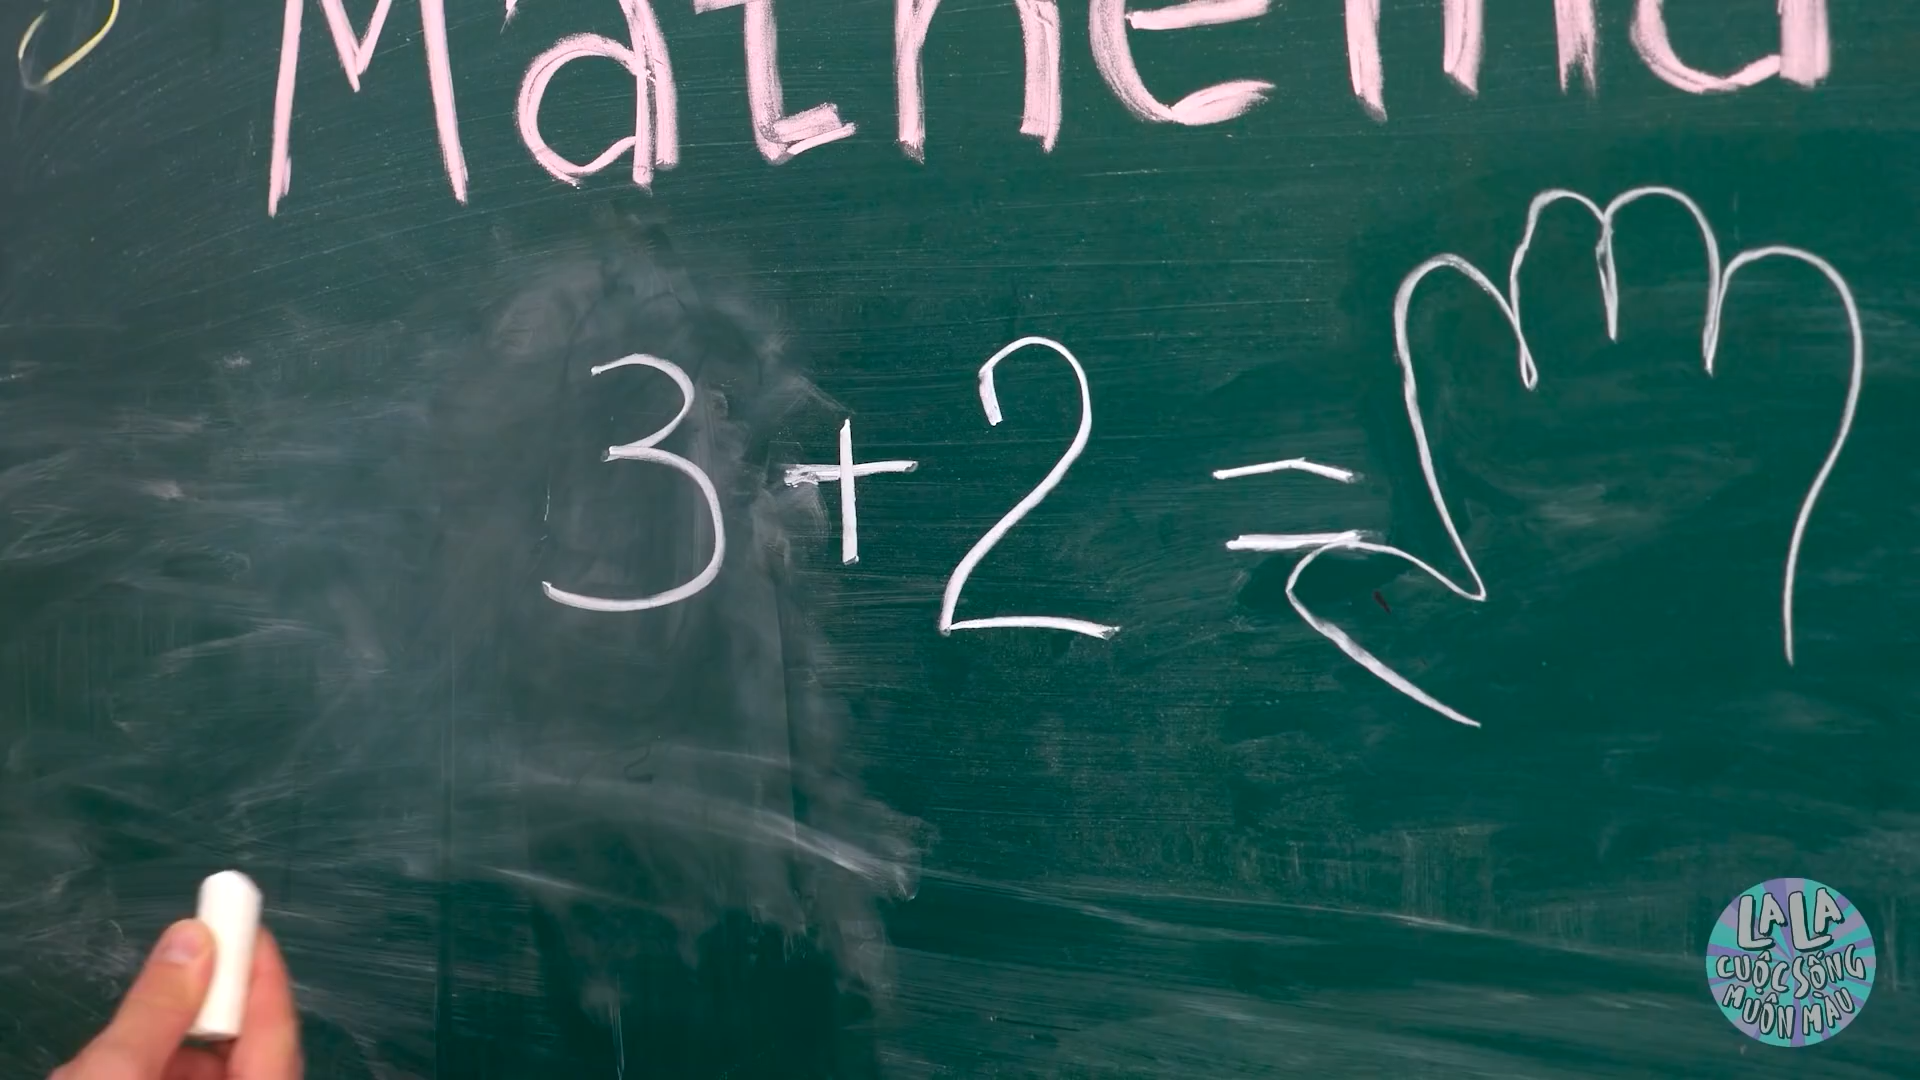 Mathema
3 + 2 =
LA LA
CUỘC SỐNG
MUÔN MÀU